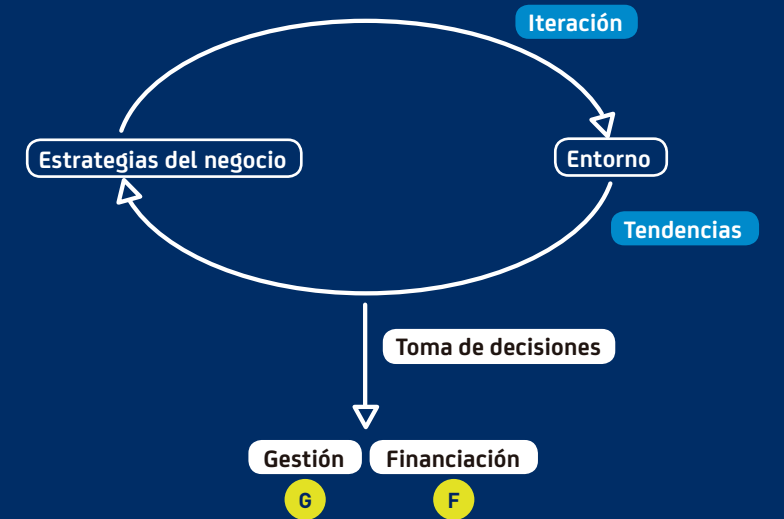 Iteración
Estrategias del negocio
Entorno
Tendencias
Toma de decisiones
Gestión
Financiación
G
F